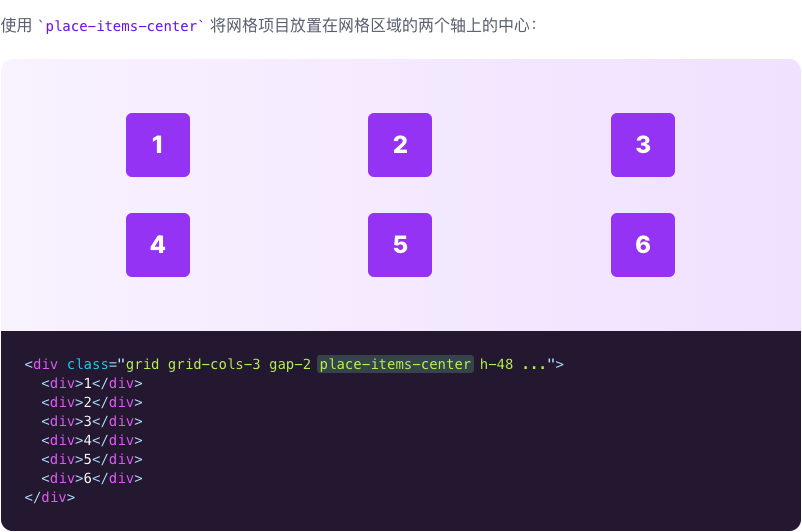 使用 `place-items-center` 将网格项目放置在网格区域的两个轴上的中心：
1 2 3
4 5 6
<div class="grid grid-cols-3 gap-2 place-items-center h-48 ...">
  <div>1</div>
  <div>2</div>
  <div>3</div>
  <div>4</div>
  <div>5</div>
  <div>6</div>
</div>